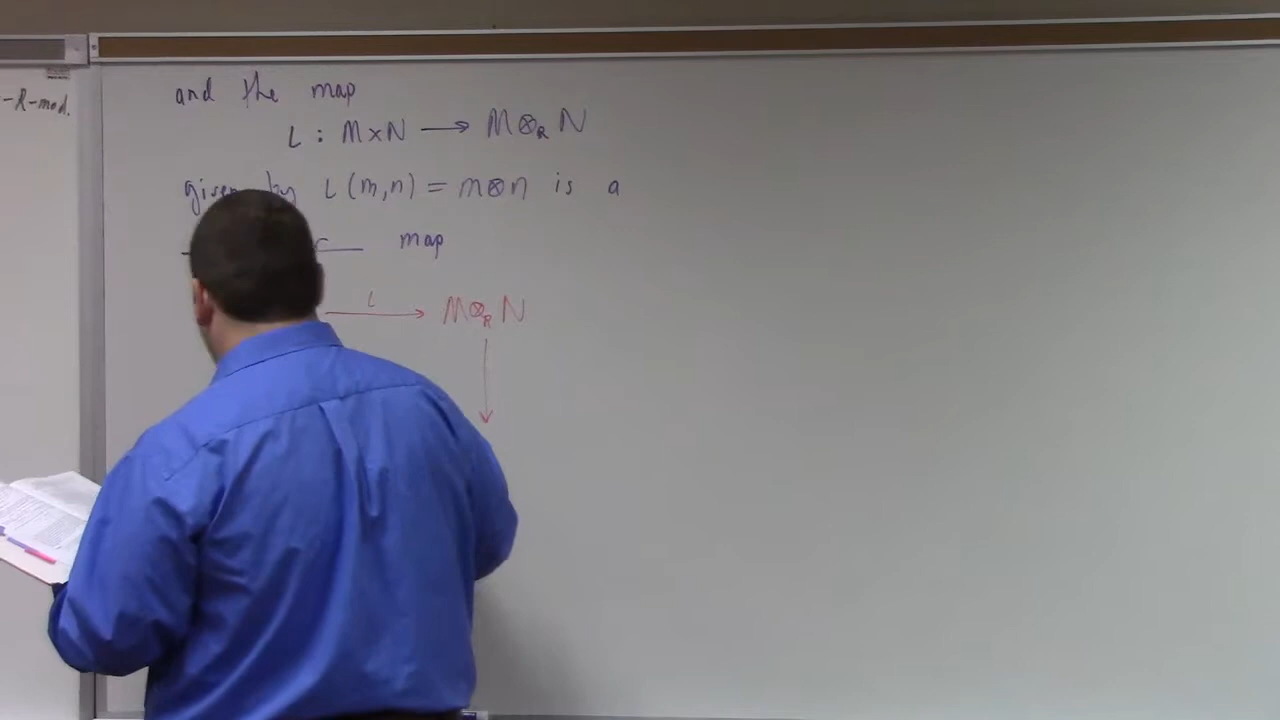 -R-mod.
and the map
L : M×N ⟶ M⊗_R N
given by L(m,n) = m⊗n is a
map
L
M⊗_R N